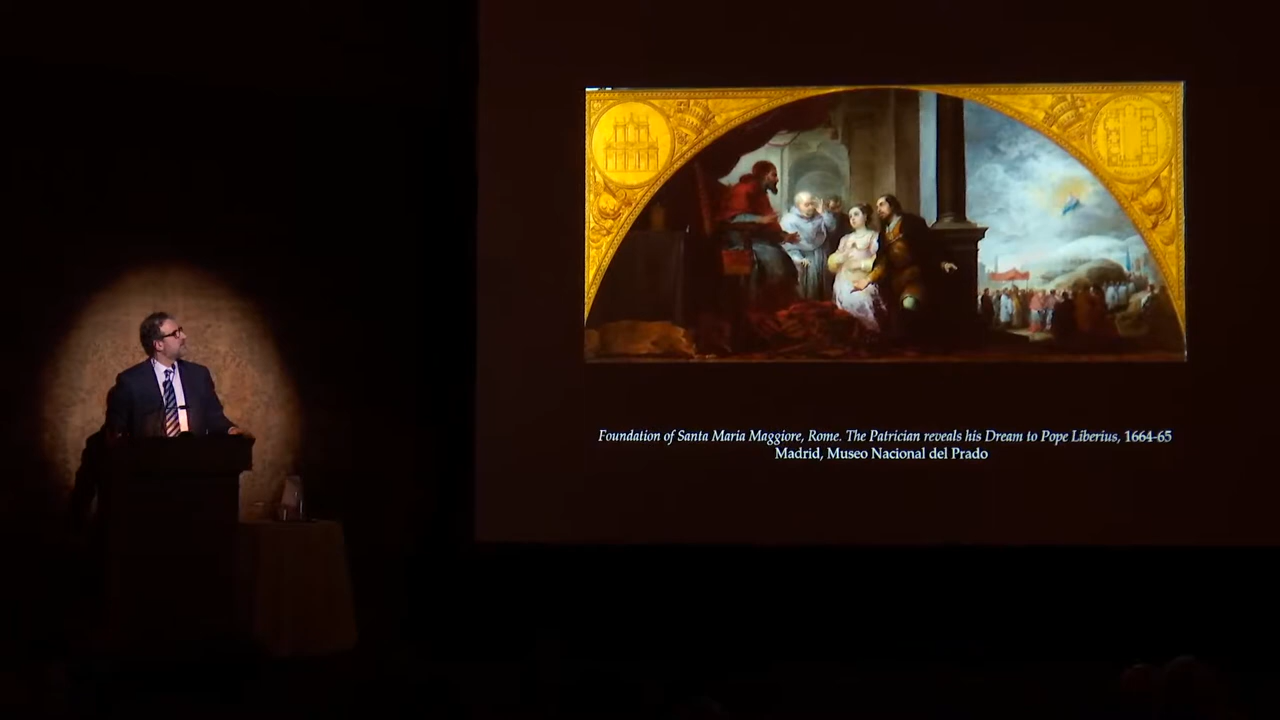 Foundation of Santa Maria Maggiore, Rome. The Patrician reveals his Dream to Pope Liberius, 1664-65
Madrid, Museo Nacional del Prado